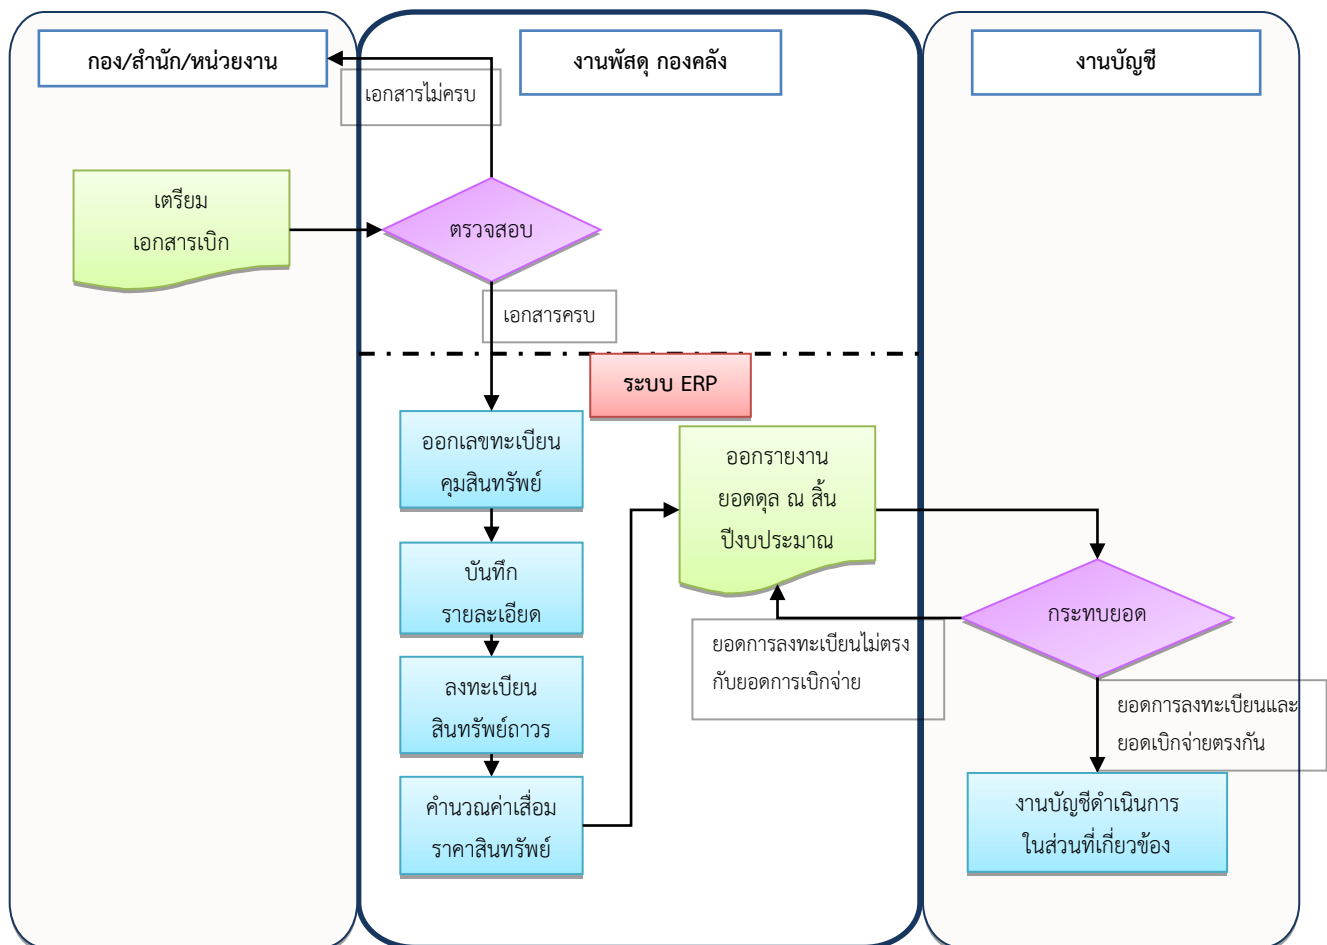 กอง/สำนัก/หน่วยงาน
งานพัสดุ กองคลัง
งานบัญชี
เอกสารไม่ครบ
เตรียม
เอกสารเบิก
ตรวจสอบ
เอกสารครบ
ระบบ ERP
ออกเลขทะเบียน
คุมสินทรัพย์
บันทึก
รายละเอียด
ลงทะเบียน
สินทรัพย์ถาวร
คำนวณค่าเสื่อม
ราคาสินทรัพย์
ออกรายงาน
ยอดดุล ณ สิ้น
ปีงบประมาณ
กระทบยอด
ยอดการลงทะเบียนไม่ตรง
กับยอดการเบิกจ่าย
ยอดการลงทะเบียนและ
ยอดเบิกจ่ายตรงกัน
งานบัญชีดำเนินการ
ในส่วนที่เกี่ยวข้อง